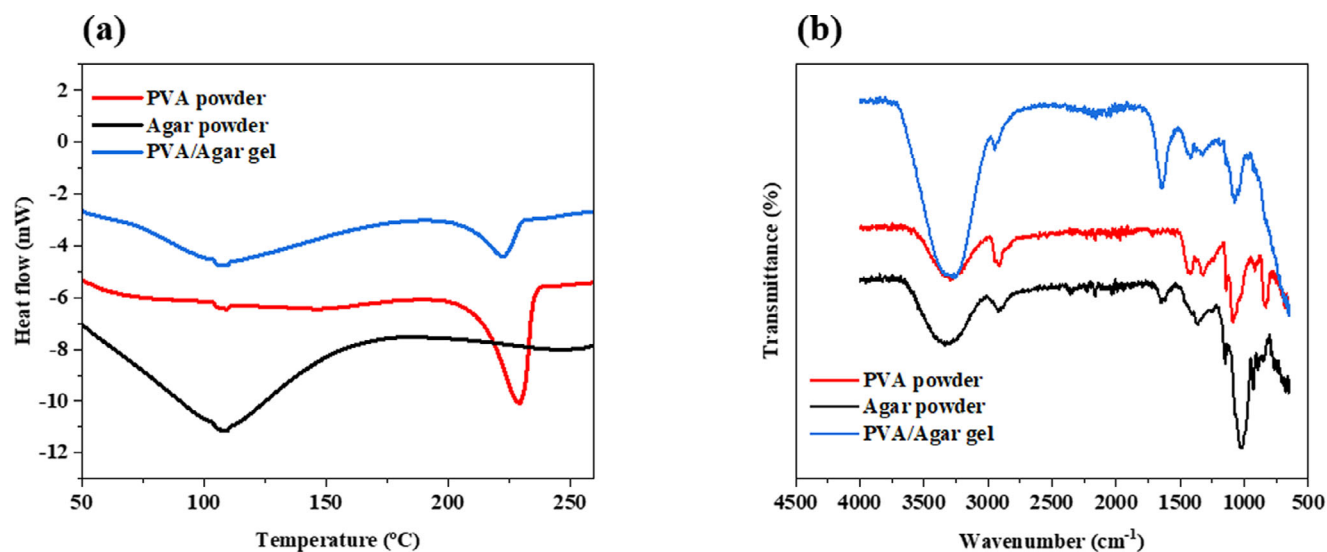 (a)
Heat flow (mW)
2
0
-2
-4
-6
-8
-10
-12
PVA powder
Agar powder
PVA/Agar gel
50
100
150
200
250
Temperature (ºC)
(b)
Transmittance (%)
PVA powder
Agar powder
PVA/Agar gel
4500
4000
3500
3000
2500
2000
1500
1000
500
Wavenumber (cm⁻¹)